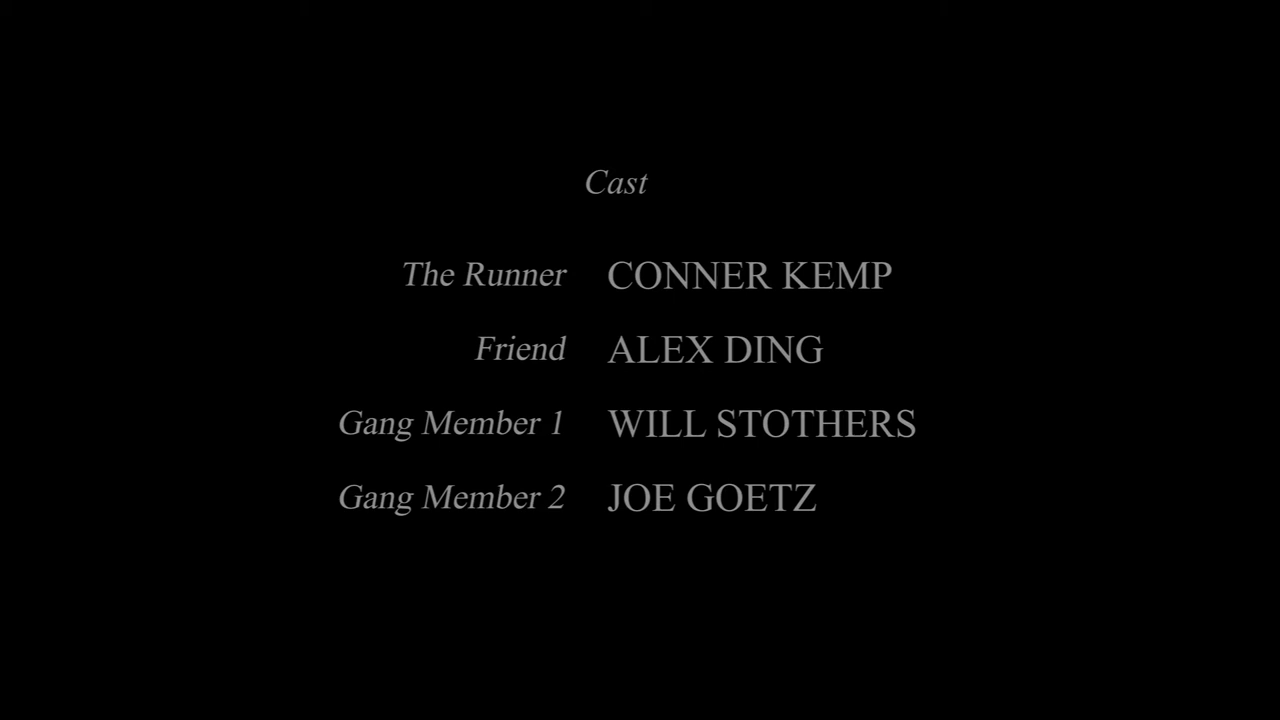 Cast
The Runner CONNER KEMP
Friend ALEX DING
Gang Member 1 WILL STOTHERS
Gang Member 2 JOE GOETZ